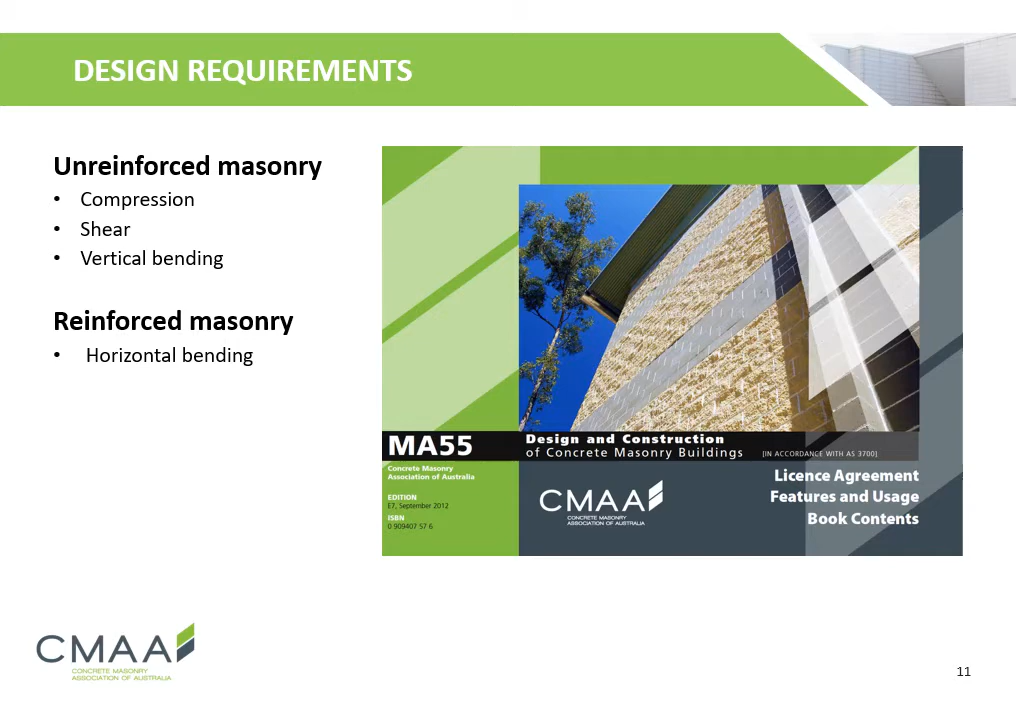 DESIGN REQUIREMENTS
Unreinforced masonry
• Compression
• Shear
• Vertical bending
Reinforced masonry
• Horizontal bending
MA55
Design and Construction
of Concrete Masonry Buildings
[IN ACCORDANCE WITH AS 3700]
Concrete Masonry
Association of Australia
EDITION
E7, September 2012
ISBN
0 909407 57 6
CMAA
CONCRETE MASONRY
ASSOCIATION OF AUSTRALIA
Licence Agreement
Features and Usage
Book Contents
CMAA
CONCRETE MASONRY
ASSOCIATION OF AUSTRALIA
11